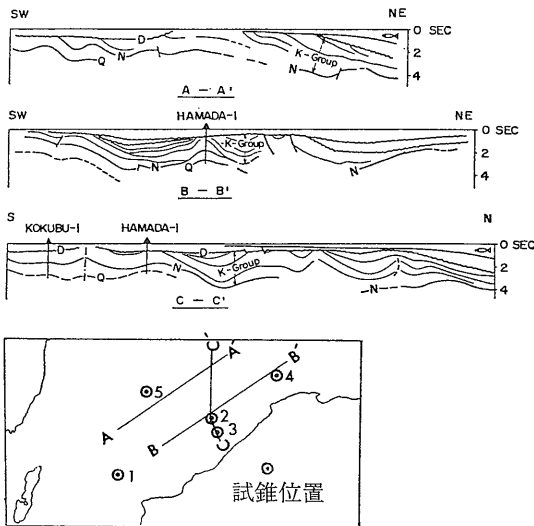 SW NE
0 SEC
D
Q N K-Group N
2
4
A - A'
SW HAMADA-1 NE
0 SEC
K-Group
N Q N
2
4
B - B'
S N
KOKUBU-1 HAMADA-1
0 SEC
D D
N K-Group
Q N
2
4
C - C'
C' A' B'
5 4
2
A B 3
C
1
試錐位置